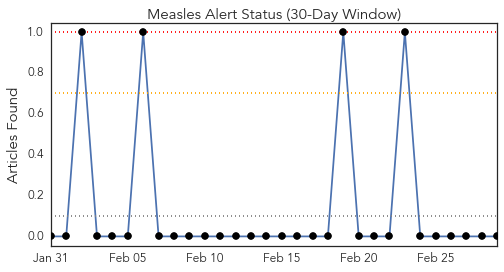 Measles Alert Status (30-Day Window)
Articles Found
1.0
0.8
0.6
0.4
0.2
0.0
Jan 31 Feb 05 Feb 10 Feb 15 Feb 20 Feb 25